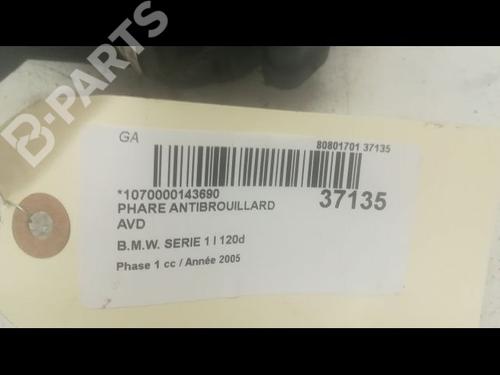 B-PARTS
GA
80801701 37135
*1070000143690
37135
PHARE ANTIBROUILLARD
AVD
B.M.W. SERIE 1 I 120d
Phase 1 cc / Année 2005